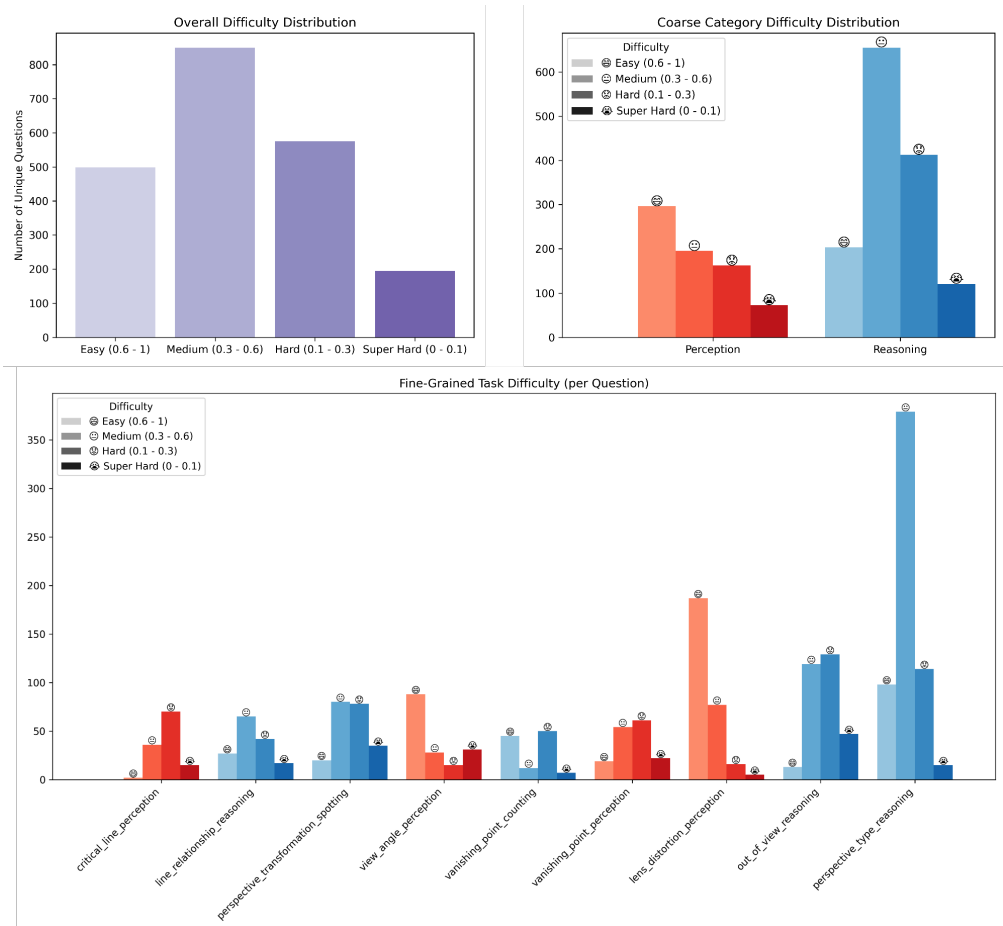 Overall Difficulty Distribution
Number of Unique Questions
800
700
600
500
400
300
200
100
0
Easy (0.6 - 1)
Medium (0.3 - 0.6)
Hard (0.1 - 0.3)
Super Hard (0 - 0.1)
Coarse Category Difficulty Distribution
Difficulty
😄 Easy (0.6 - 1)
😐 Medium (0.3 - 0.6)
😟 Hard (0.1 - 0.3)
😭 Super Hard (0 - 0.1)
600
500
400
300
200
100
0
Perception
Reasoning
Fine-Grained Task Difficulty (per Question)
Difficulty
😄 Easy (0.6 - 1)
😐 Medium (0.3 - 0.6)
😟 Hard (0.1 - 0.3)
😭 Super Hard (0 - 0.1)
350
300
250
200
150
100
50
0
critical_line_perception
line_relationship_reasoning
perspective_transformation_spotting
view_angle_perception
vanishing_point_counting
vanishing_point_perception
lens_distortion_perception
out_of_view_reasoning
perspective_type_reasoning